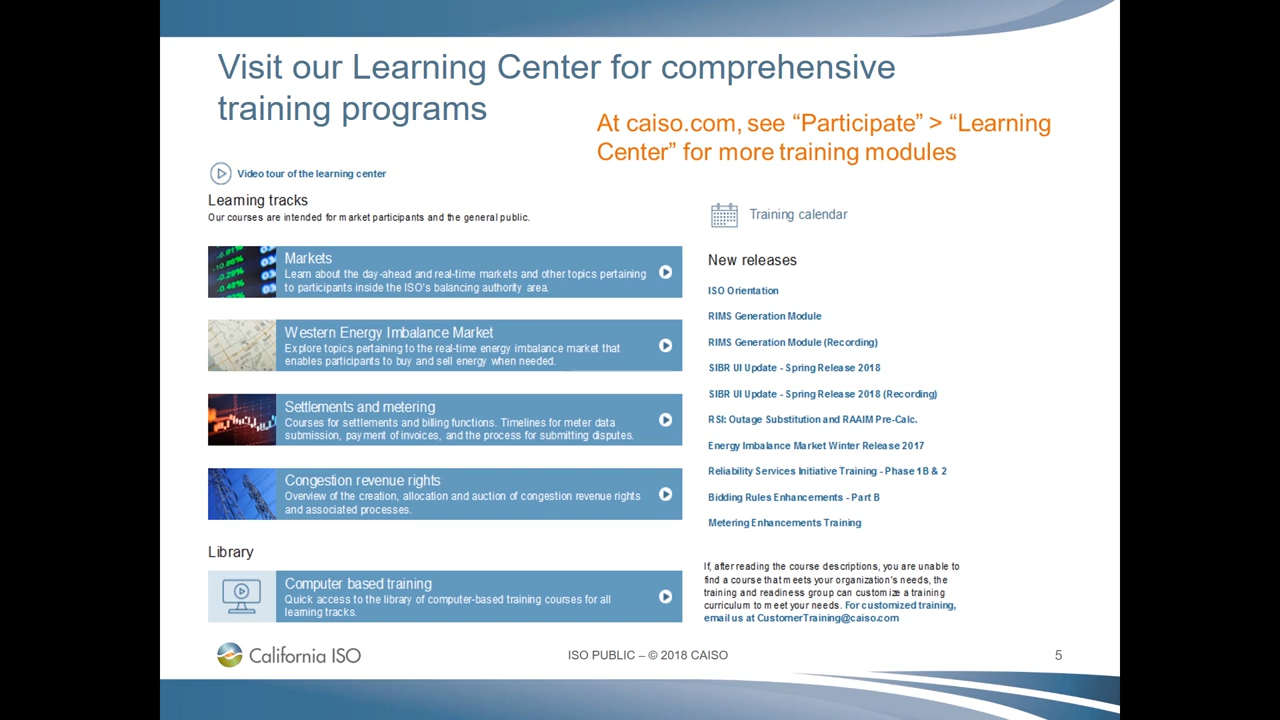 Visit our Learning Center for comprehensive
training programs
At caiso.com, see “Participate” > “Learning
Center” for more training modules
Video tour of the learning center
Learning tracks
Our courses are intended for market participants and the general public.
Markets
Learn about the day-ahead and real-time markets and other topics pertaining
to participants inside the ISO's balancing authority area.
Western Energy Imbalance Market
Explore topics pertaining to the real-time energy imbalance market that
enables participants to buy and sell energy when needed.
Settlements and metering
Courses for settlements and billing functions. Timelines for meter data
submission, payment of invoices, and the process for submitting disputes.
Congestion revenue rights
Overview of the creation, allocation and auction of congestion revenue rights
and associated processes.
Library
Computer based training
Quick access to the library of computer-based training courses for all
learning tracks.
Training calendar
New releases
ISO Orientation
RIMS Generation Module
RIMS Generation Module (Recording)
SIBR UI Update - Spring Release 2018
SIBR UI Update - Spring Release 2018 (Recording)
RSI: Outage Substitution and RAAIM Pre-Calc.
Energy Imbalance Market Winter Release 2017
Reliability Services Initiative Training - Phase 1B & 2
Bidding Rules Enhancements - Part B
Metering Enhancements Training
If, after reading the course descriptions, you are unable to
find a course that meets your organization's needs, the
training and readiness group can customize a training
curriculum to meet your needs. For customized training,
email us at CustomerTraining@caiso.com
-6.91%
-10.86%
-0.29%
-0.48%
California ISO
ISO PUBLIC – © 2018 CAISO
5